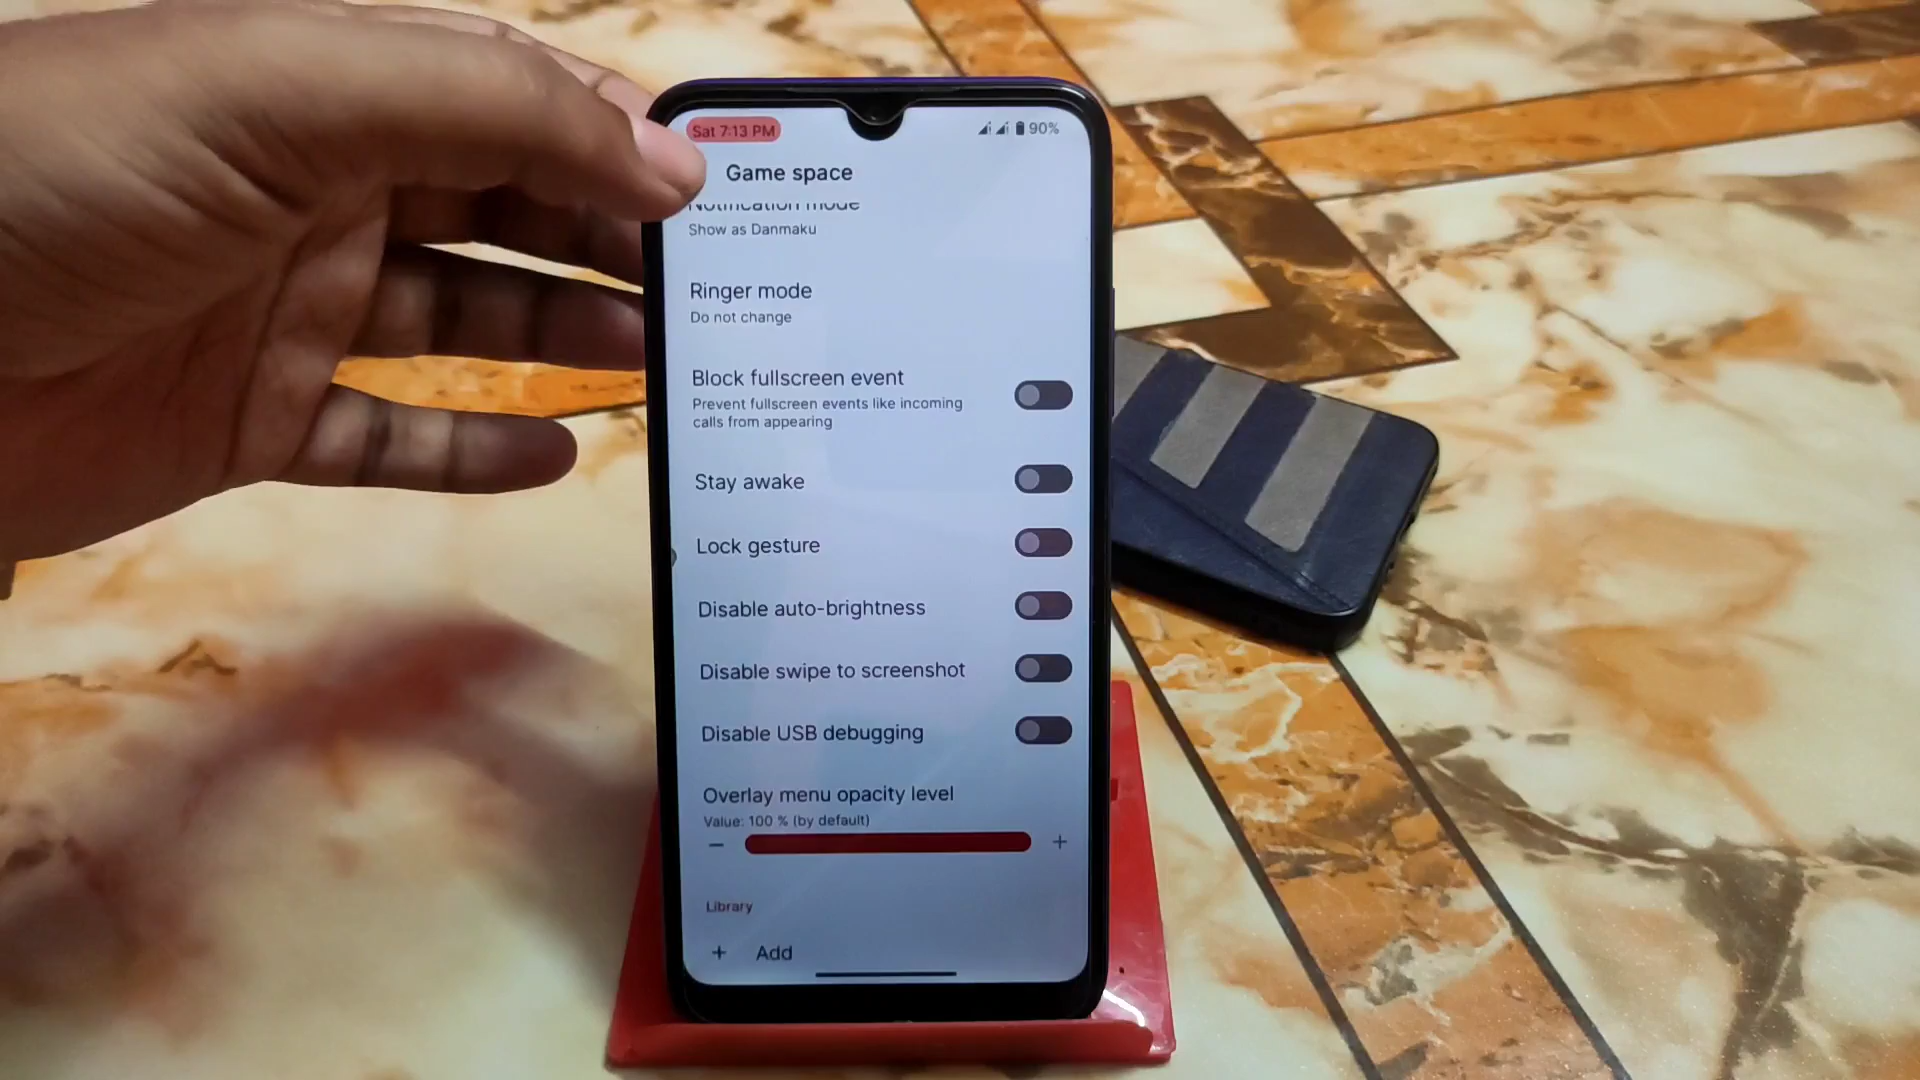 Sat 7:13 PM
90%
Game space
Notification mode
Show as Danmaku
Ringer mode
Do not change
Block fullscreen event
Prevent fullscreen events like incoming
calls from appearing
Stay awake
Lock gesture
Disable auto-brightness
Disable swipe to screenshot
Disable USB debugging
Overlay menu opacity level
Value: 100 % (by default)
Library
+ Add